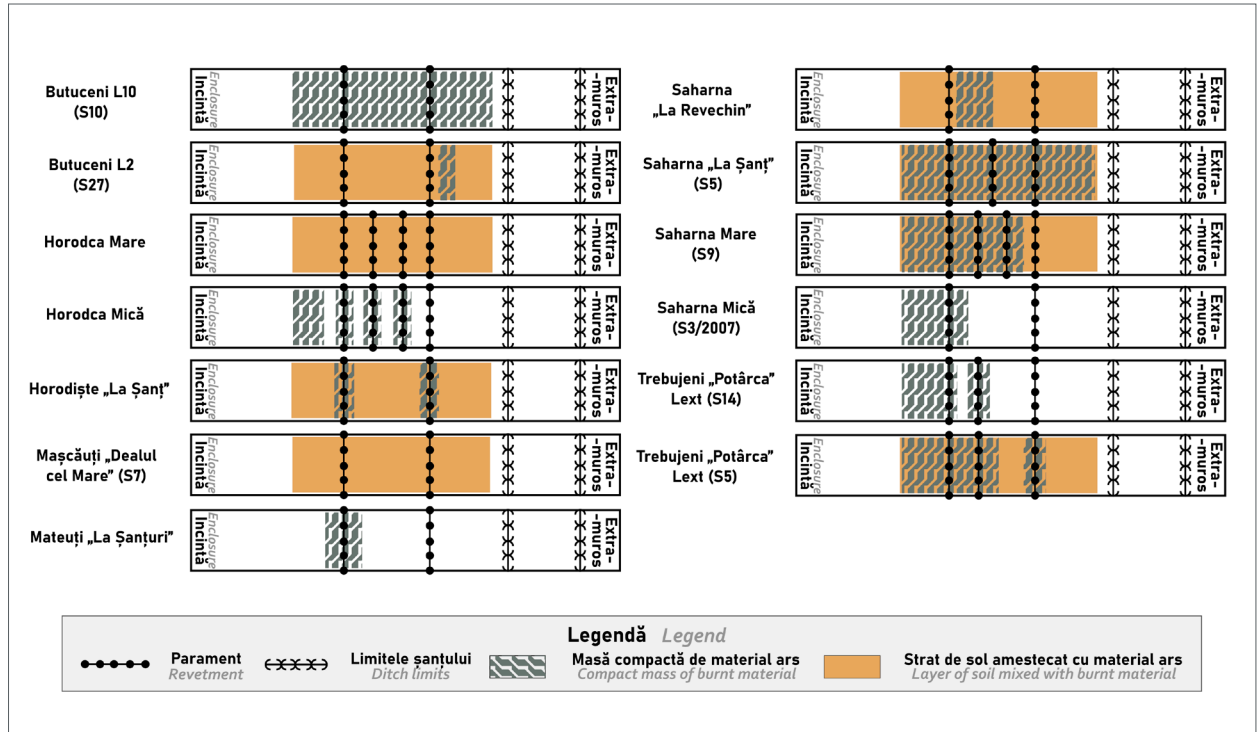 Butuceni L10
(S10)
Enclosure
Incintă
Extra-
-muros
Butuceni L2
(S27)
Enclosure
Incintă
Extra-
-muros
Horodca Mare
Enclosure
Incintă
Extra-
-muros
Horodca Mică
Enclosure
Incintă
Extra-
-muros
Horodiște „La Șanț”
Enclosure
Incintă
Extra-
-muros
Mașcăuți „Dealul
cel Mare” (S7)
Enclosure
Incintă
Extra-
-muros
Mateuți „La Șanțuri”
Enclosure
Incintă
Extra-
-muros
Saharna
„La Revechin”
Enclosure
Incintă
Extra-
-muros
Saharna „La Șanț”
(S5)
Enclosure
Incintă
Extra-
-muros
Saharna Mare
(S9)
Enclosure
Incintă
Extra-
-muros
Saharna Mică
(S3/2007)
Enclosure
Incintă
Extra-
-muros
Trebujeni „Potârca”
Lext (S14)
Enclosure
Incintă
Extra-
-muros
Trebujeni „Potârca”
Lext (S5)
Enclosure
Incintă
Extra-
-muros
Legendă Legend
Parament
Revetment
Limitele șanțului
Ditch limits
Masă compactă de material ars
Compact mass of burnt material
Strat de sol amestecat cu material ars
Layer of soil mixed with burnt material